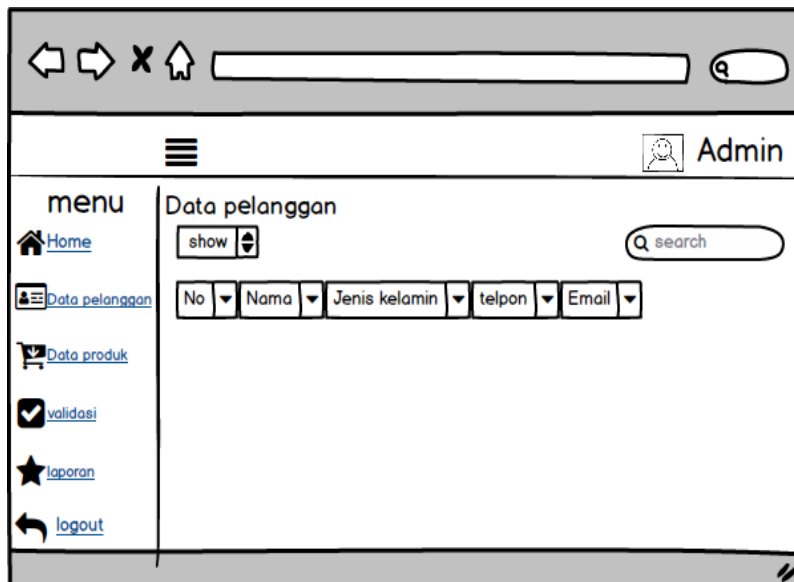 Admin
menu
Home
Data pelanggan
Data produk
validasi
laporan
logout
Data pelanggan
show
search
No Nama Jenis kelamin telpon Email